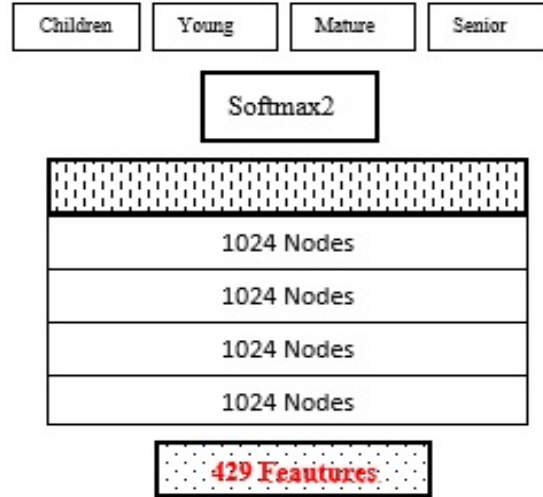 Children Young Mature Senior
Softmax2
1024 Nodes
1024 Nodes
1024 Nodes
1024 Nodes
429 Feautures